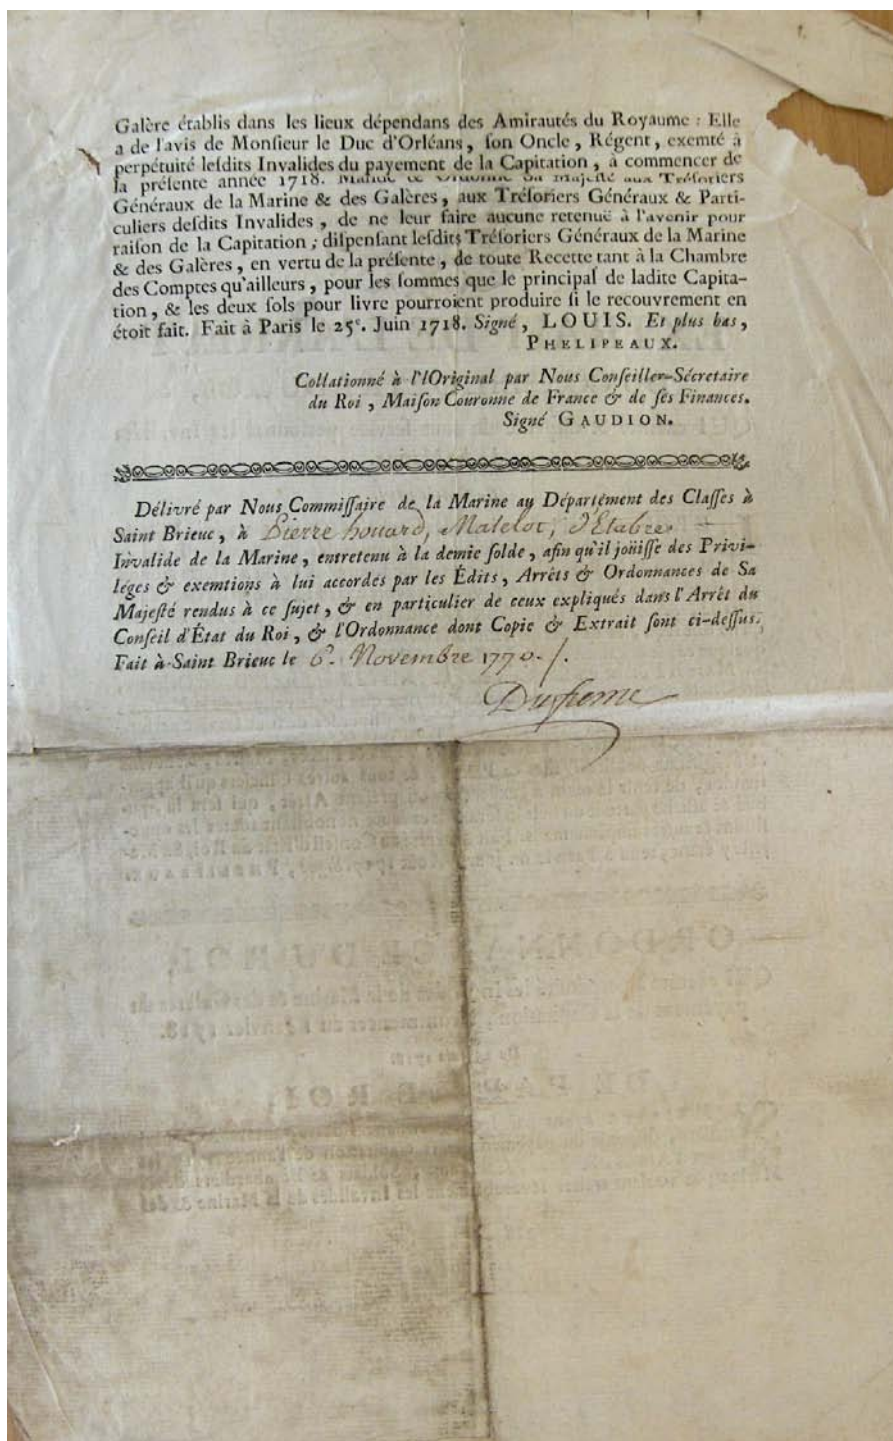 Galère établis dans les lieux dépendans des Amirautés du Royaume : Elle
a de l'avis de Monſieur le Duc d'Orléans, ſon Oncle, Régent, exemté à
perpétuité leſdits Invalides du payement de la Capitation, à commencer de
la préſente année 1718. Mande & Ordonne Sa Majeſté aux Tréſoriers
Généraux de la Marine & des Galères, aux Tréſoriers Généraux & Parti-
culiers deſdits Invalides, de ne leur faire aucune retenuë à l'avenir pour
raiſon de la Capitation ; diſpenſant leſdits Tréſoriers Généraux de la Marine
& des Galères, en vertu de la préſente, de toute Recette tant à la Chambre
des Comptes qu'ailleurs, pour les ſommes que le principal de ladite Capita-
tion, & les deux ſols pour livre pourroient produire ſi le recouvrement en
étoit fait. Fait à Paris le 25e. Juin 1718. Signé, LOUIS. Et plus bas,
PHELIPEAUX.
Collationné à l'lOriginal par Nous Conſeiller-Sécretaire
du Roi, Maiſon Couronne de France & de ſes Finances.
Signé GAUDION.
Délivré par Nous Commiſſaire de la Marine au Département des Claſſes à
Saint Brieuc, à Pierre houard, Matelot, d'Etables
Invalide de la Marine, entretenu à la demie ſolde, afin qu'il joüiſſe des Privi-
léges & exemtions à lui accordés par les Édits, Arrêts & Ordonnances de Sa
Majeſté rendus à ce ſujet, & en particulier de ceux expliqués dans l'Arrêt du
Conſeil d'État du Roi, & l'Ordonnance dont Copie & Extrait ſont ci-deſſus.
Fait à Saint Brieuc le 6e. Novembre 1770. /.